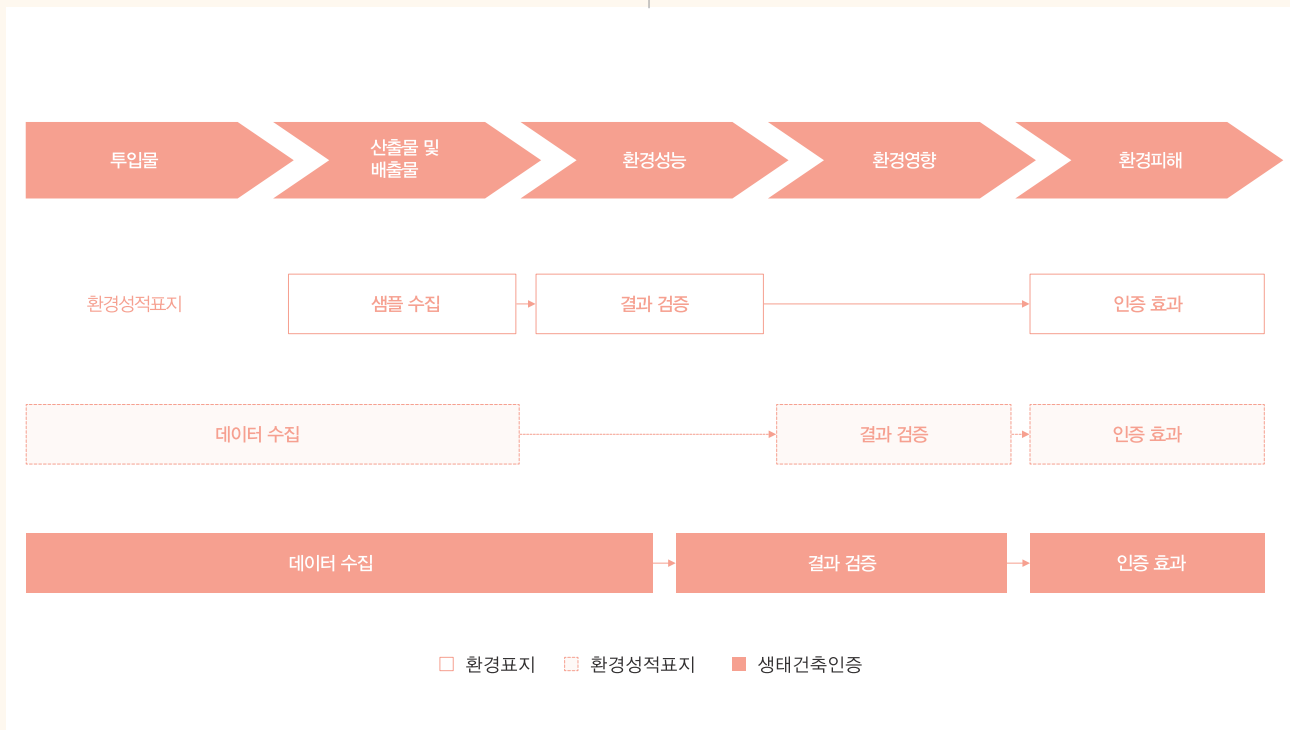 투입물
산출물 및
배출물
환경성능
환경영향
환경피해
환경성적표지
샘플 수집
결과 검증
인증 효과
데이터 수집
결과 검증
인증 효과
데이터 수집
결과 검증
인증 효과
환경표지
환경성적표지
생태건축인증